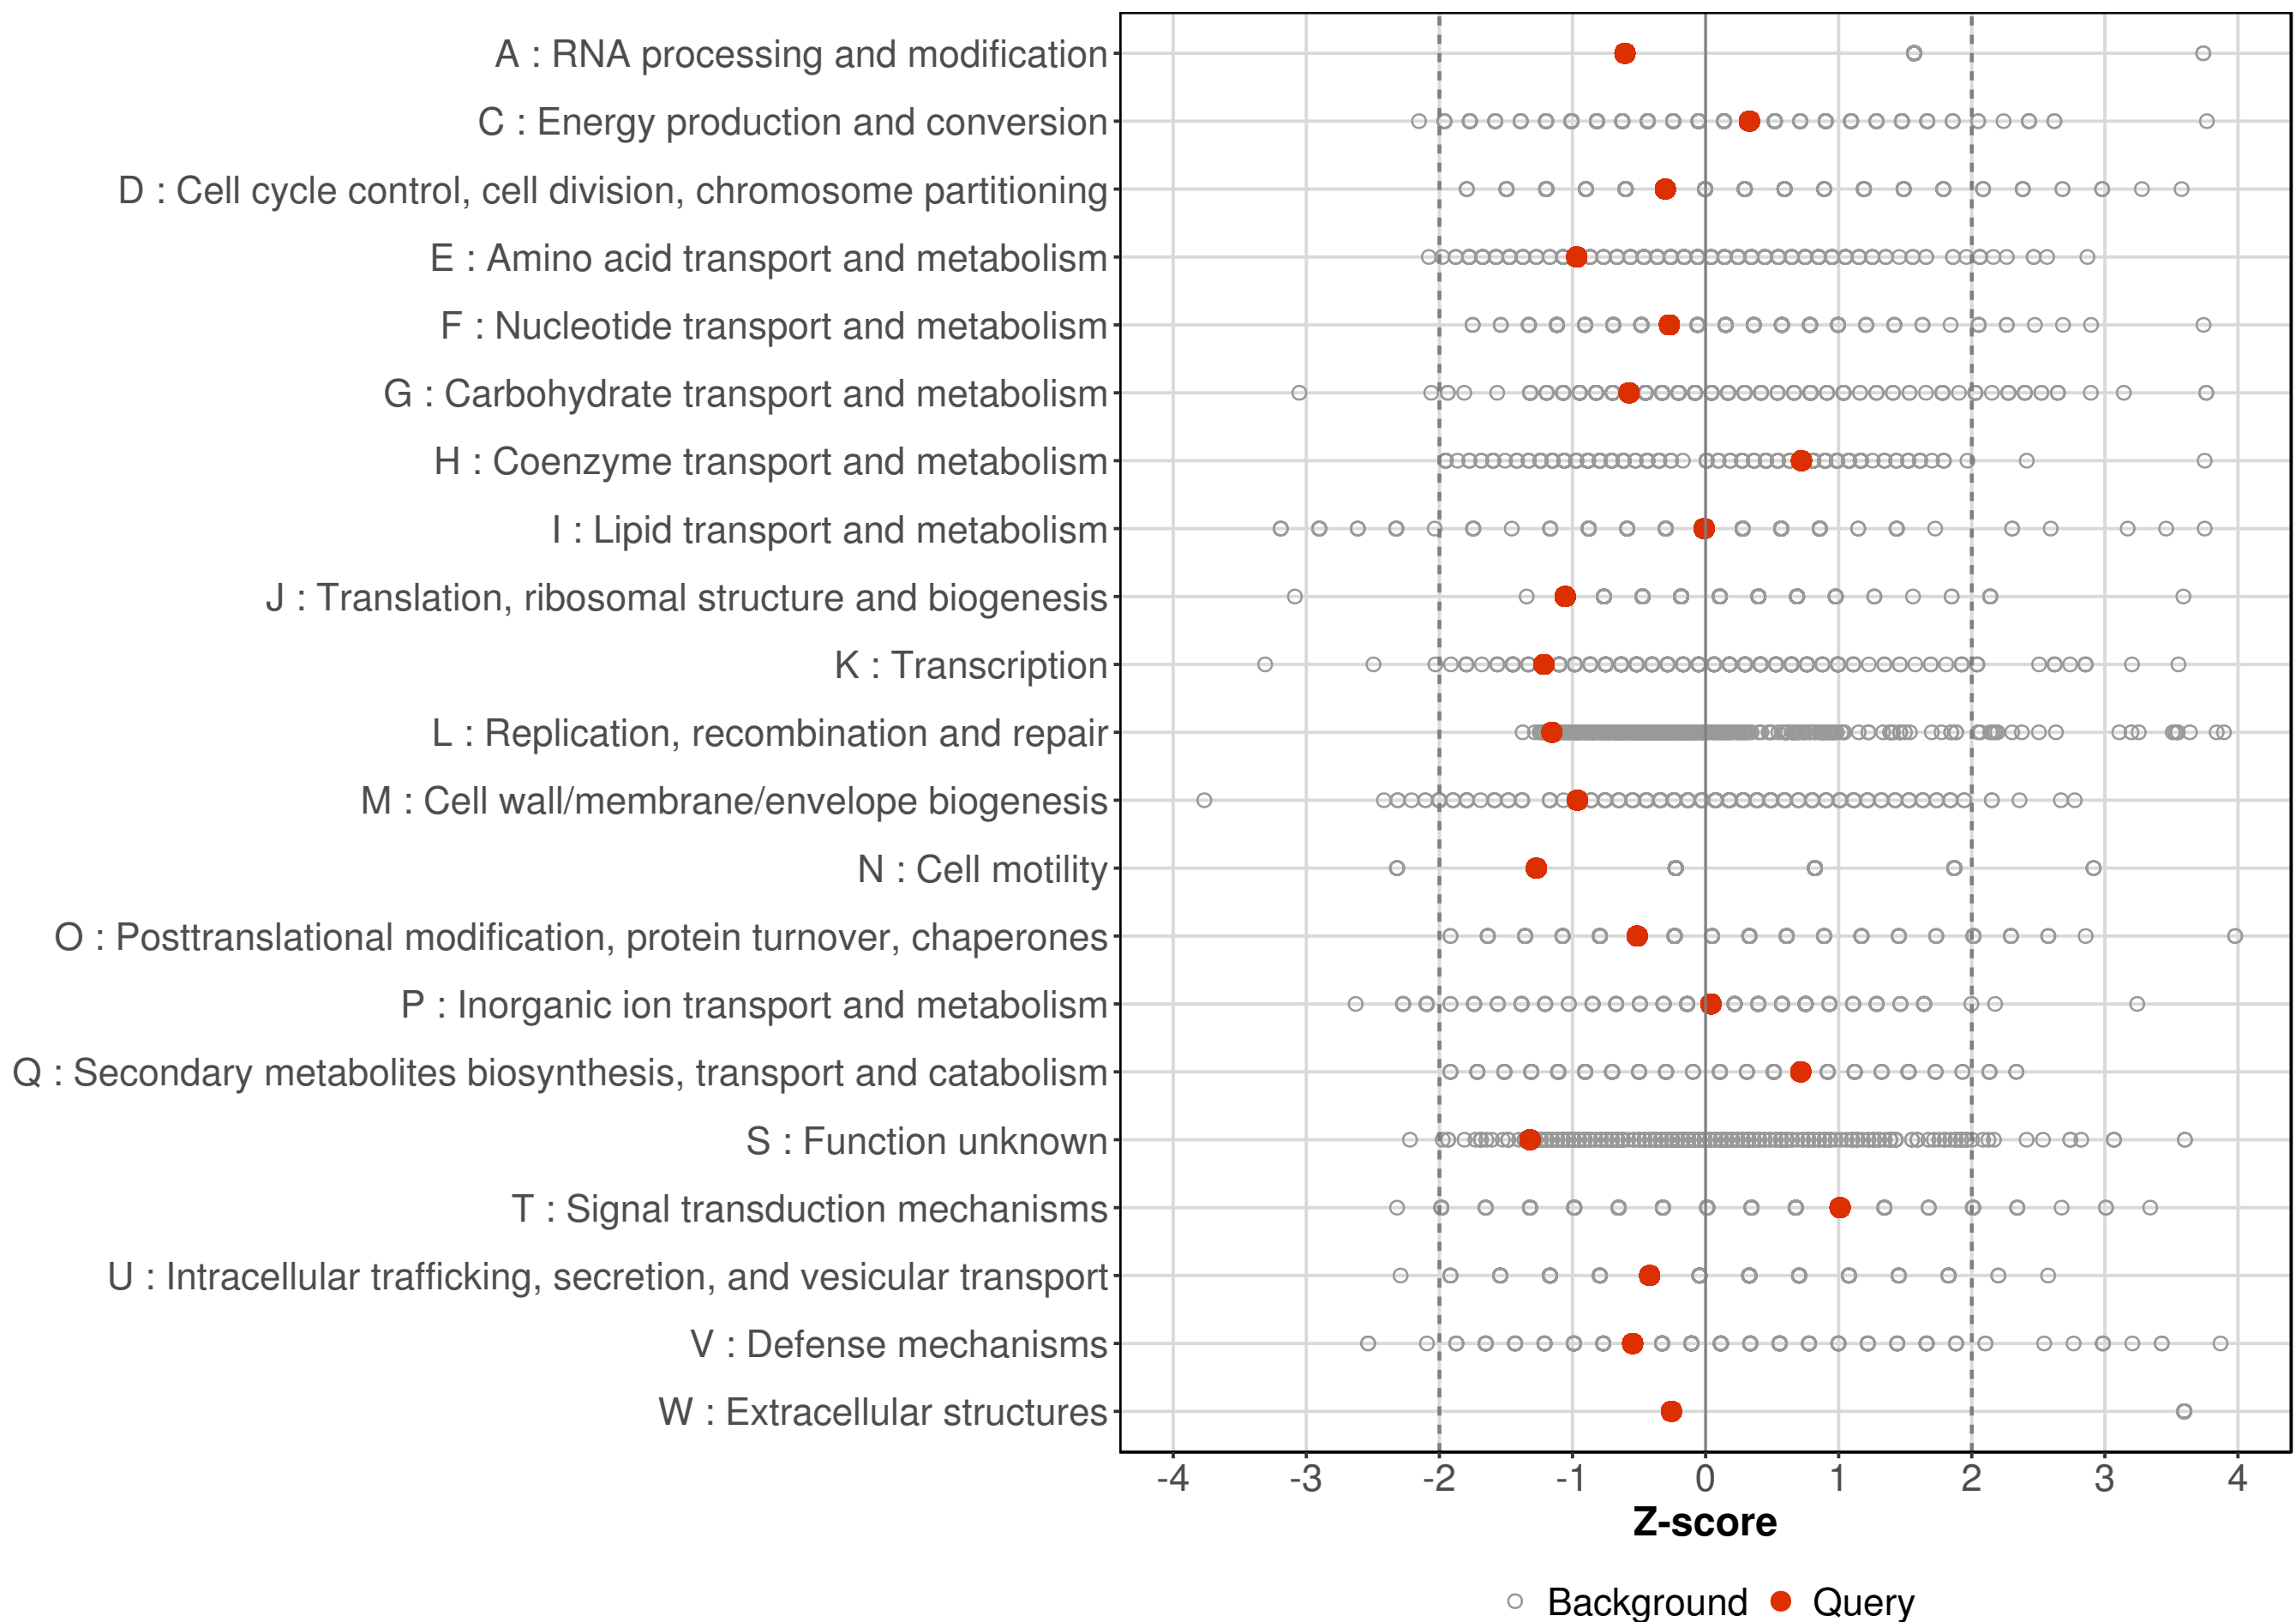 A : RNA processing and modification
C : Energy production and conversion
D : Cell cycle control, cell division, chromosome partitioning
E : Amino acid transport and metabolism
F : Nucleotide transport and metabolism
G : Carbohydrate transport and metabolism
H : Coenzyme transport and metabolism
I : Lipid transport and metabolism
J : Translation, ribosomal structure and biogenesis
K : Transcription
L : Replication, recombination and repair
M : Cell wall/membrane/envelope biogenesis
N : Cell motility
O : Posttranslational modification, protein turnover, chaperones
P : Inorganic ion transport and metabolism
Q : Secondary metabolites biosynthesis, transport and catabolism
S : Function unknown
T : Signal transduction mechanisms
U : Intracellular trafficking, secretion, and vesicular transport
V : Defense mechanisms
W : Extracellular structures
-4 -3 -2 -1 0 1 2 3 4
Z-score
Background Query